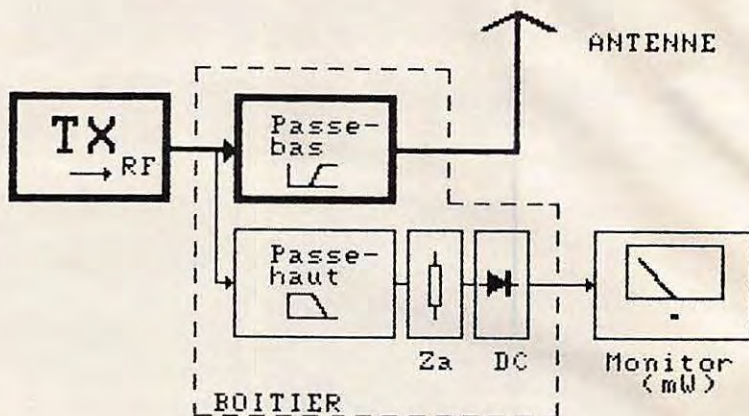 ANTENNE
TX
RF
Passe-
bas
Passe-
haut
Za
DC
Monitor
(mW)
BOITIER